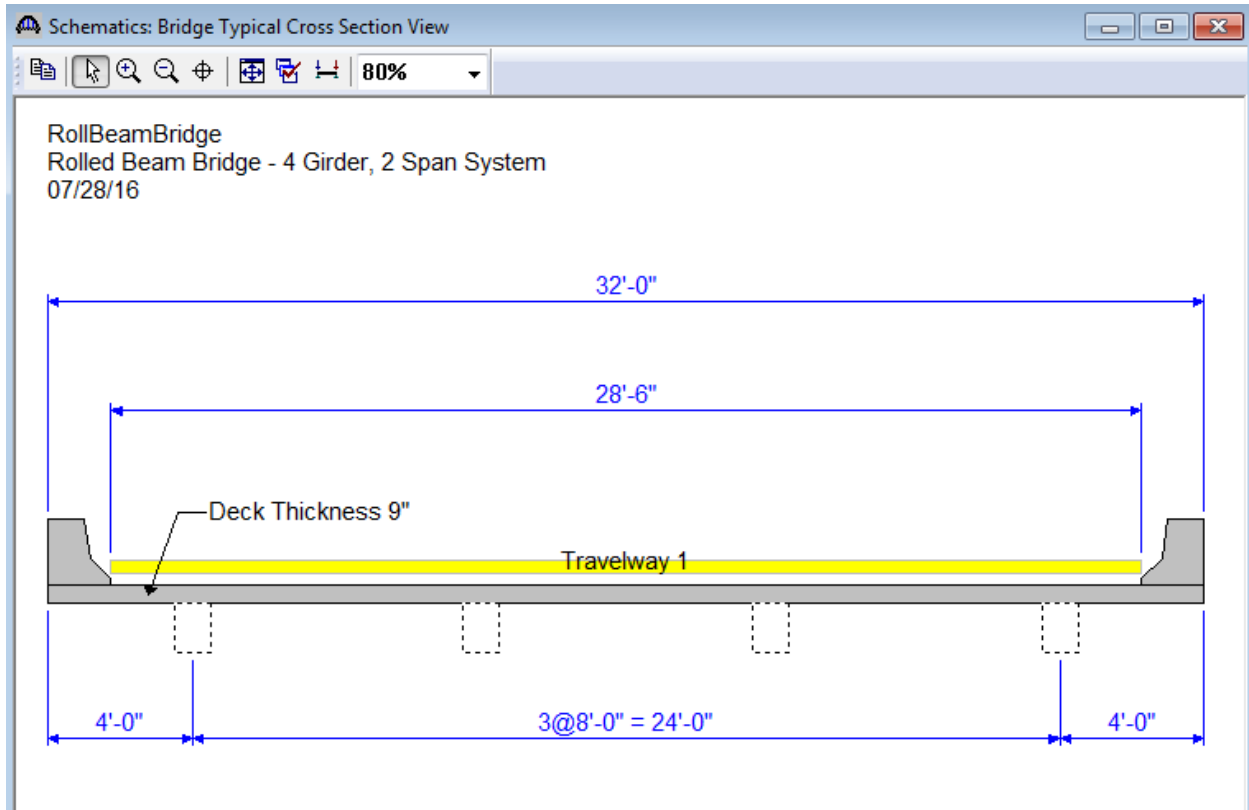 Schematics: Bridge Typical Cross Section View
80%
RollBeamBridge
Rolled Beam Bridge - 4 Girder, 2 Span System
07/28/16
32'-0"
28'-6"
Deck Thickness 9"
Travelway 1
4'-0" 3@8'-0" = 24'-0" 4'-0"